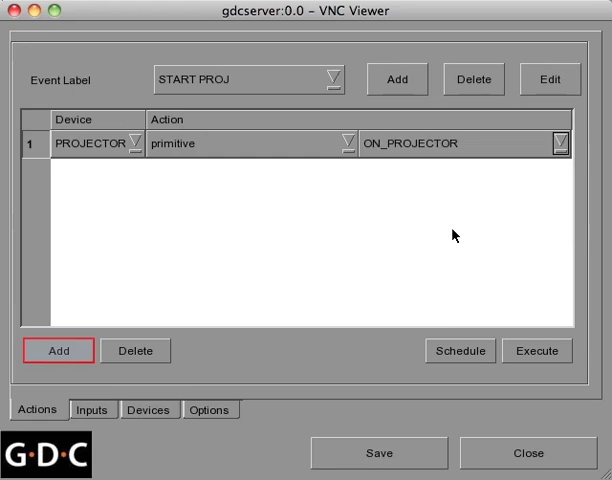 gdcserver:0.0 – VNC Viewer
Event Label START PROJ Add Delete Edit
Device Action
1 PROJECTOR primitive ON_PROJECTOR
Add Delete Schedule Execute
Actions Inputs Devices Options
G·D·C Save Close